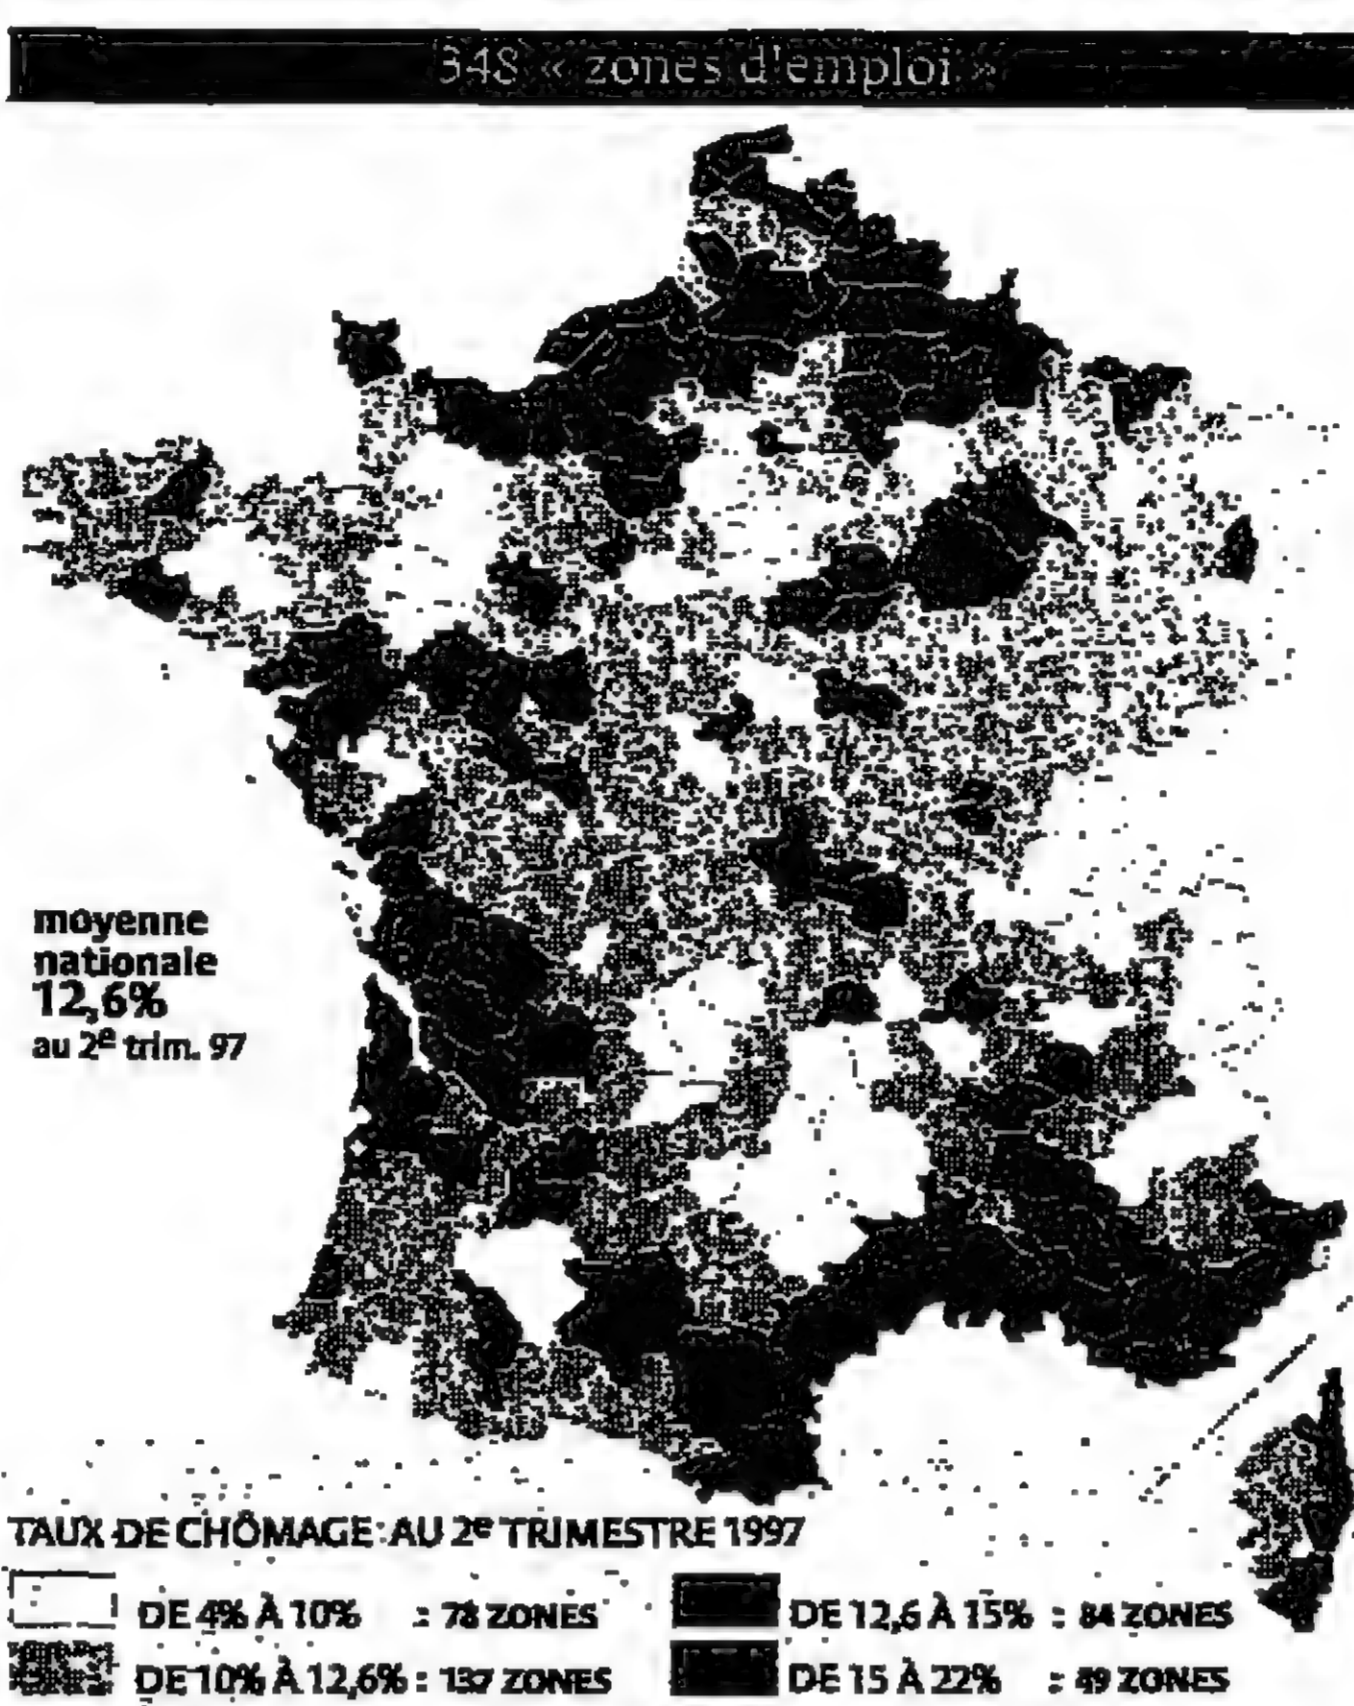 348 « zones d'emploi »
moyenne
nationale
12,6%
au 2e trim. 97
TAUX DE CHÔMAGE AU 2e TRIMESTRE 1997
DE 4% À 10% : 78 ZONES
DE 12,6 À 15% : 84 ZONES
DE 10% À 12,6% : 137 ZONES
DE 15 À 22% : 49 ZONES